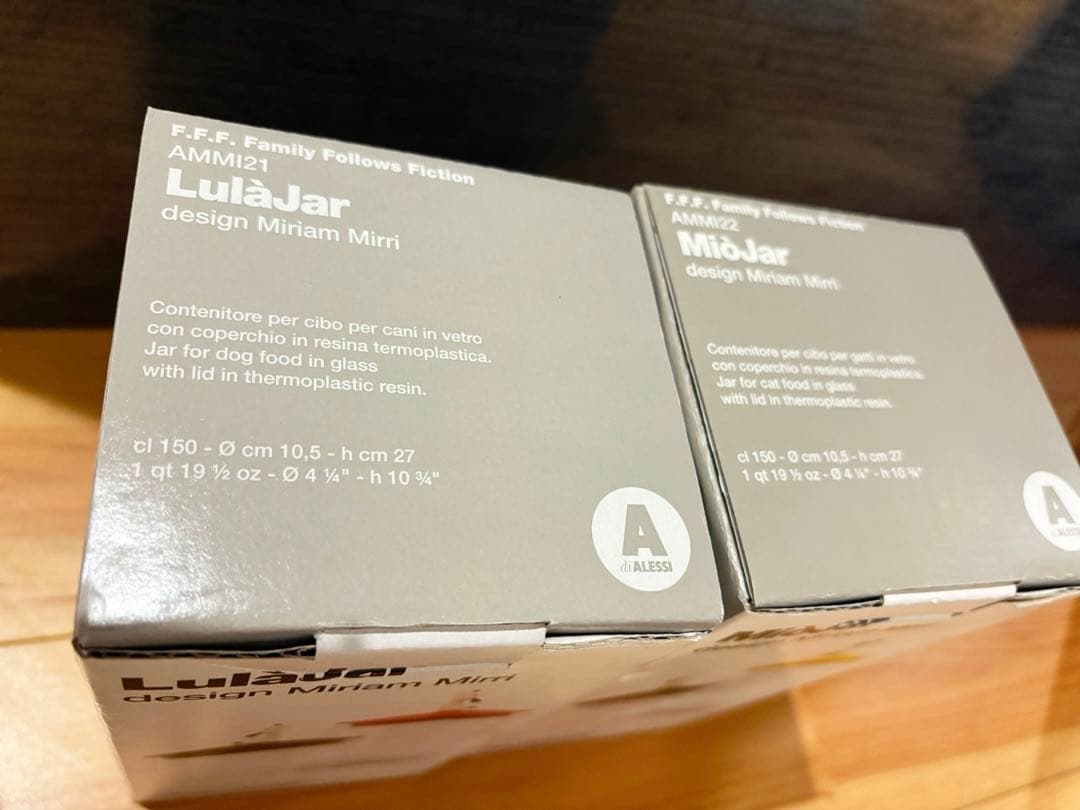 F.F.F. Family Follows Fiction
AMMI21
LulàJar
design Miriam Mirri
Contenitore per cibo per cani in vetro
con coperchio in resina termoplastica.
Jar for dog food in glass
with lid in thermoplastic resin.
cl 150 - Ø cm 10,5 - h cm 27
1 qt 19 ½ oz - Ø 4 ¼" - h 10 ¾"
A
di ALESSI
LulàJar
design Miriam Mirri
F.F.F. Family Follows Fiction
AMMI22
MiòJar
design Miriam Mirri
Contenitore per cibo per gatti in vetro
con coperchio in resina termoplastica.
Jar for cat food in glass
with lid in thermoplastic resin.
cl 150 - Ø cm 10,5 - h cm 27
1 qt 19 ½ oz - Ø 4 ¼" - h 10 ¾"
A
di ALESSI
MiòJar